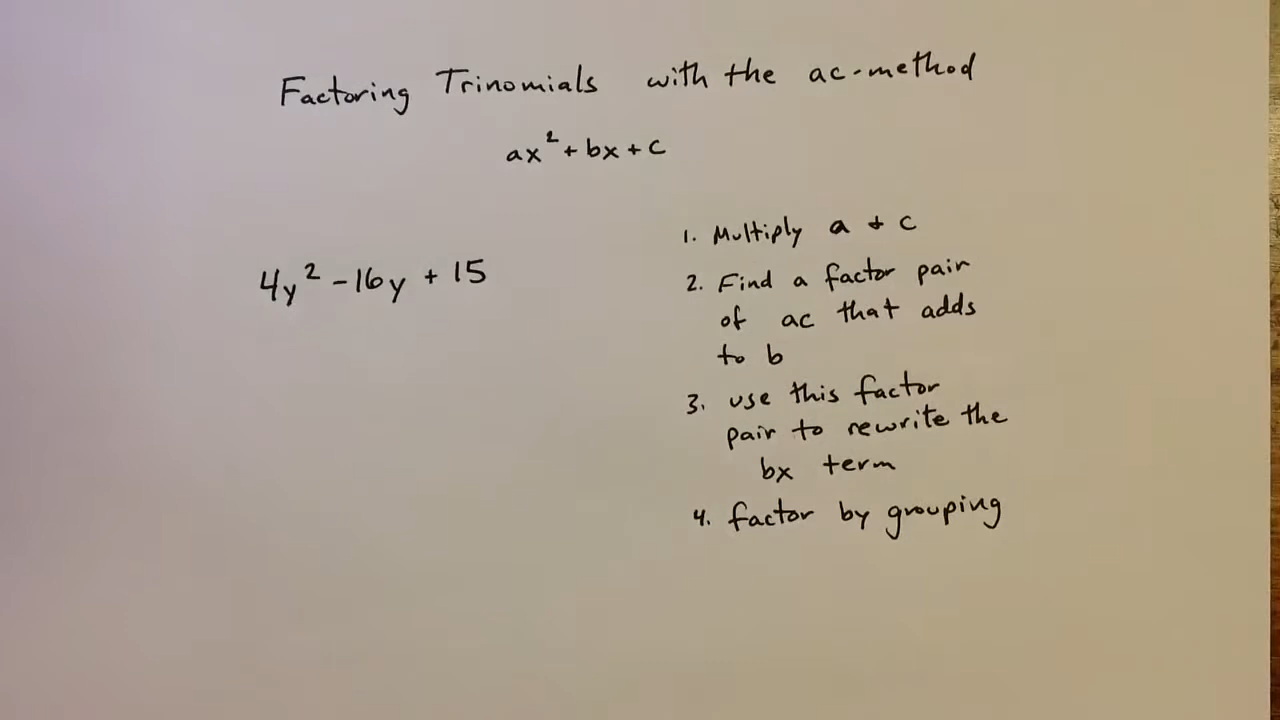 Factoring Trinomials with the ac-method
ax² + bx + c
4y² - 16y + 15
1. Multiply a & c
2. Find a factor pair
of ac that adds
to b
3. use this factor
pair to rewrite the
bx term
4. factor by grouping